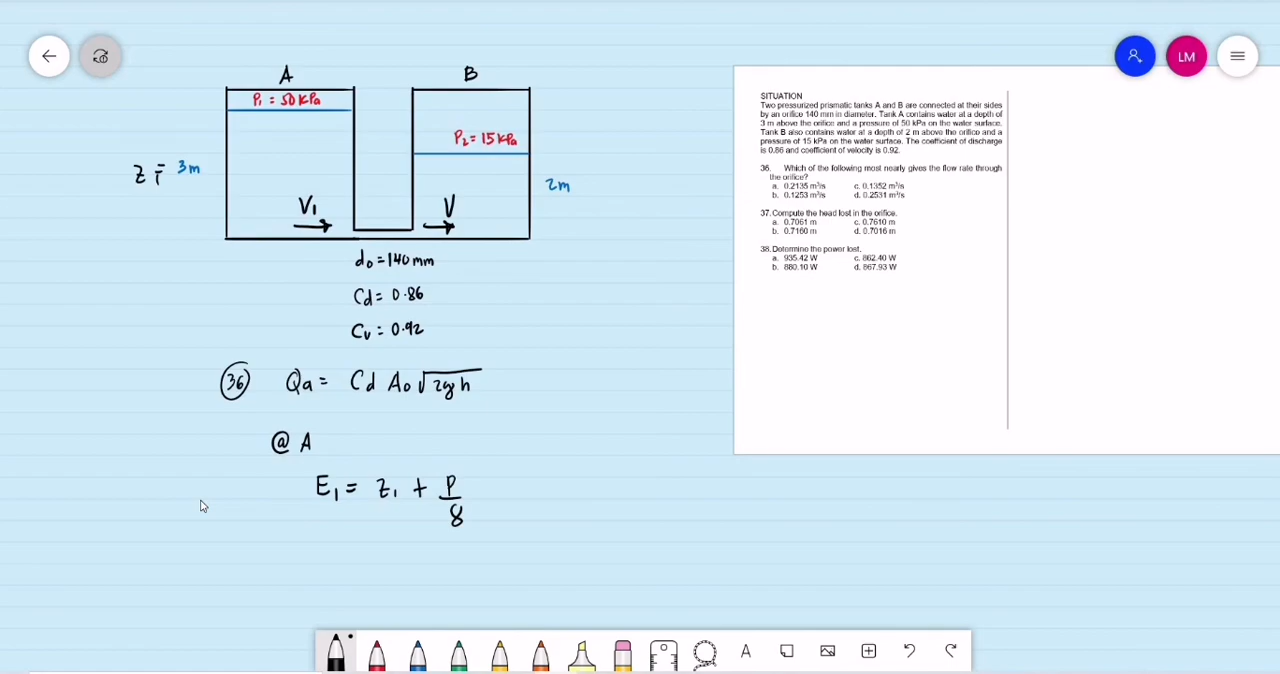 A
B
P₁ = 50 kPa
P₂ = 15 kPa
z₁ = 3m
2m
V₁
V
d₀ = 140 mm
Cd = 0.86
Cv = 0.92
36 Qa = Cd A₀ √2gh
@ A
E₁ = z₁ + P/8
LM
SITUATION
Two pressurized prismatic tanks A and B are connected at their sides
by an orifice 140 mm in diameter. Tank A contains water at a depth of
3 m above the orifice and a pressure of 50 kPa on the water surface.
Tank B also contains water at a depth of 2 m above the orifice and a
pressure of 15 kPa on the water surface. The coefficient of discharge
is 0.86 and coefficient of velocity is 0.92.
36. Which of the following most nearly gives the flow rate through
the orifice?
a. 0.2135 m³/s c. 0.1352 m³/s
b. 0.1253 m³/s d. 0.2531 m³/s
37. Compute the head lost in the orifice.
a. 0.7061 m c. 0.7610 m
b. 0.7160 m d. 0.7016 m
38. Determine the power lost.
a. 935.42 W c. 862.40 W
b. 880.10 W d. 867.93 W
A